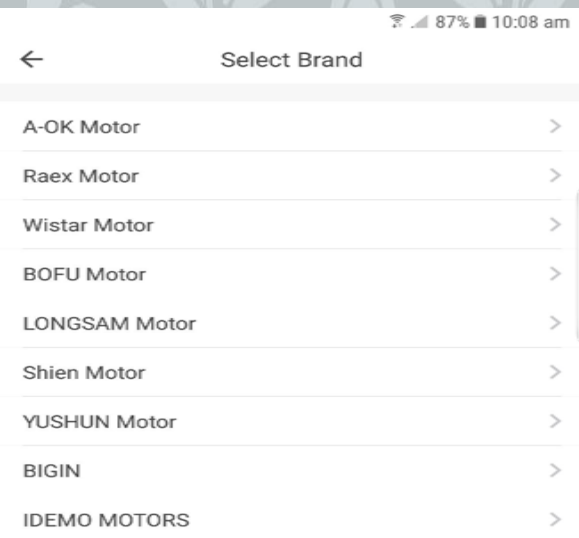 87% 10:08 am
Select Brand
A-OK Motor
Raex Motor
Wistar Motor
BOFU Motor
LONGSAM Motor
Shien Motor
YUSHUN Motor
BIGIN
IDEMO MOTORS